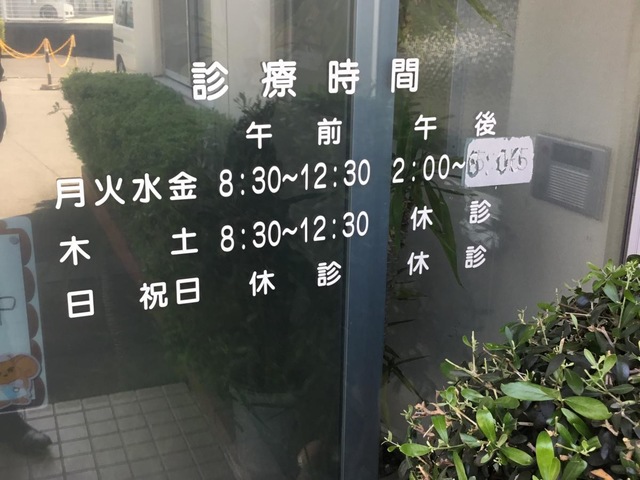 診療時間
午前 午後
月火水金 8:30~12:30 2:00~
木 土 8:30~12:30 休診
日 祝日 休診 休診